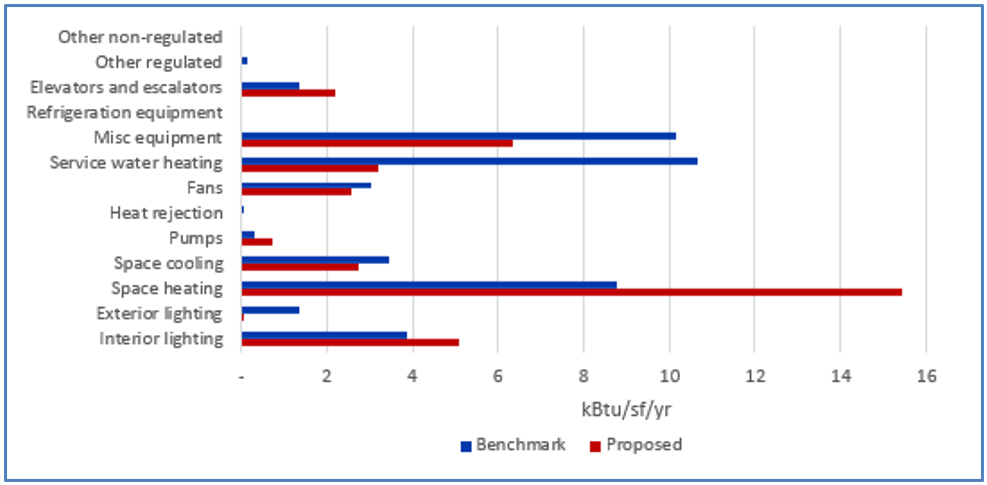 Other non-regulated
Other regulated
Elevators and escalators
Refrigeration equipment
Misc equipment
Service water heating
Fans
Heat rejection
Pumps
Space cooling
Space heating
Exterior lighting
Interior lighting
- 2 4 6 8 10 12 14 16
kBtu/sf/yr
Benchmark Proposed